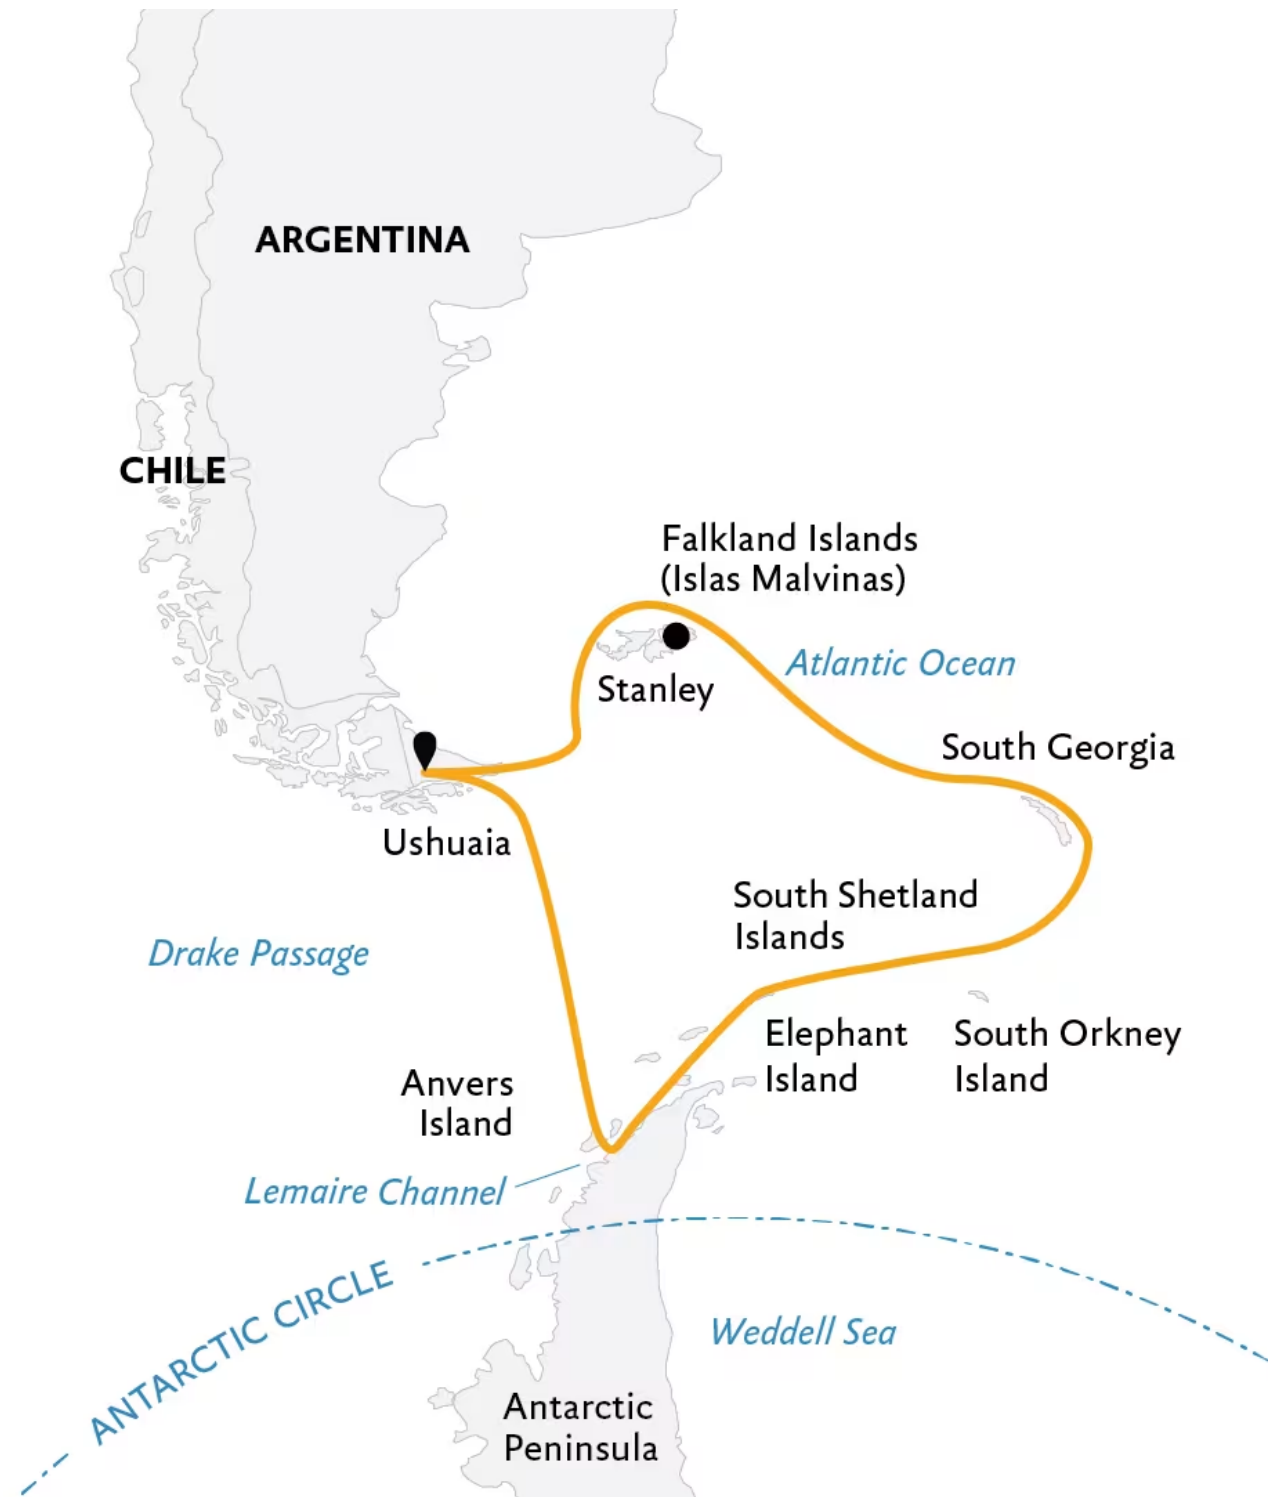 ARGENTINA
CHILE
Falkland Islands
(Islas Malvinas)
Atlantic Ocean
Stanley
South Georgia
Ushuaia
South Shetland
Islands
Drake Passage
Elephant
Island
South Orkney
Island
Anvers
Island
Lemaire Channel
ANTARCTIC CIRCLE
Weddell Sea
Antarctic
Peninsula